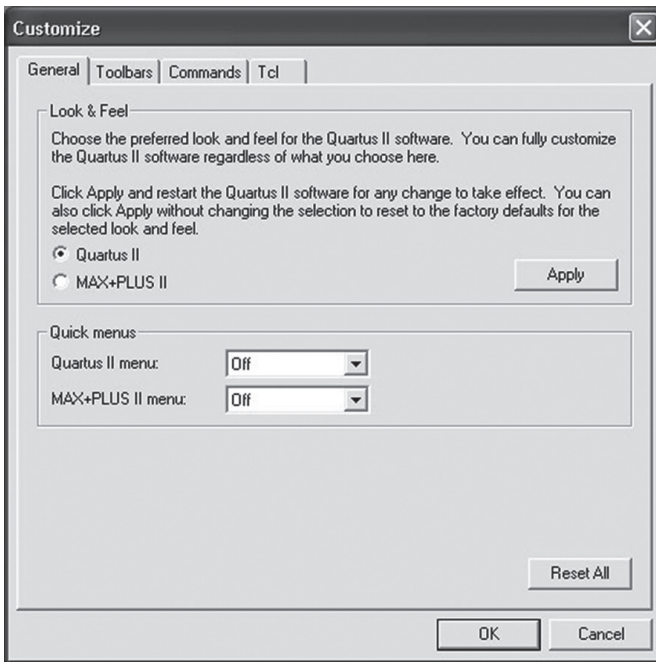 Customize
General Toolbars Commands Tcl
Look & Feel
Choose the preferred look and feel for the Quartus II software. You can fully customize
the Quartus II software regardless of what you choose here.
Click Apply and restart the Quartus II software for any change to take effect. You can
also click Apply without changing the selection to reset to the factory defaults for the
selected look and feel.
Quartus II
MAX+PLUS II
Apply
Quick menus
Quartus II menu: Off
MAX+PLUS II menu: Off
Reset All
OK Cancel